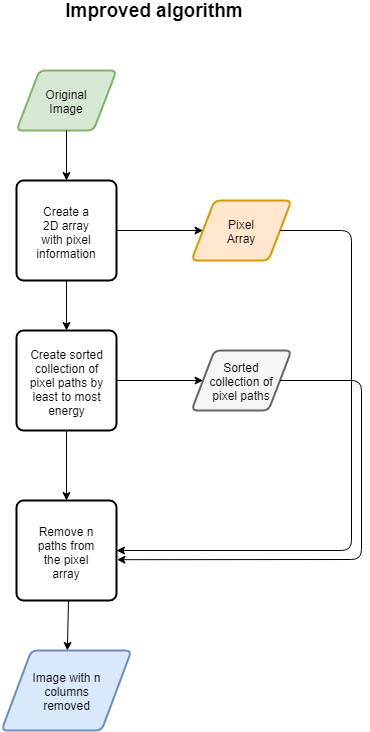 Improved algorithm
Original
Image
Create a
2D array
with pixel
information
Pixel
Array
Create sorted
collection of
pixel paths by
least to most
energy
Sorted
collection of
pixel paths
Remove n
paths from
the pixel
array
Image with n
columns
removed